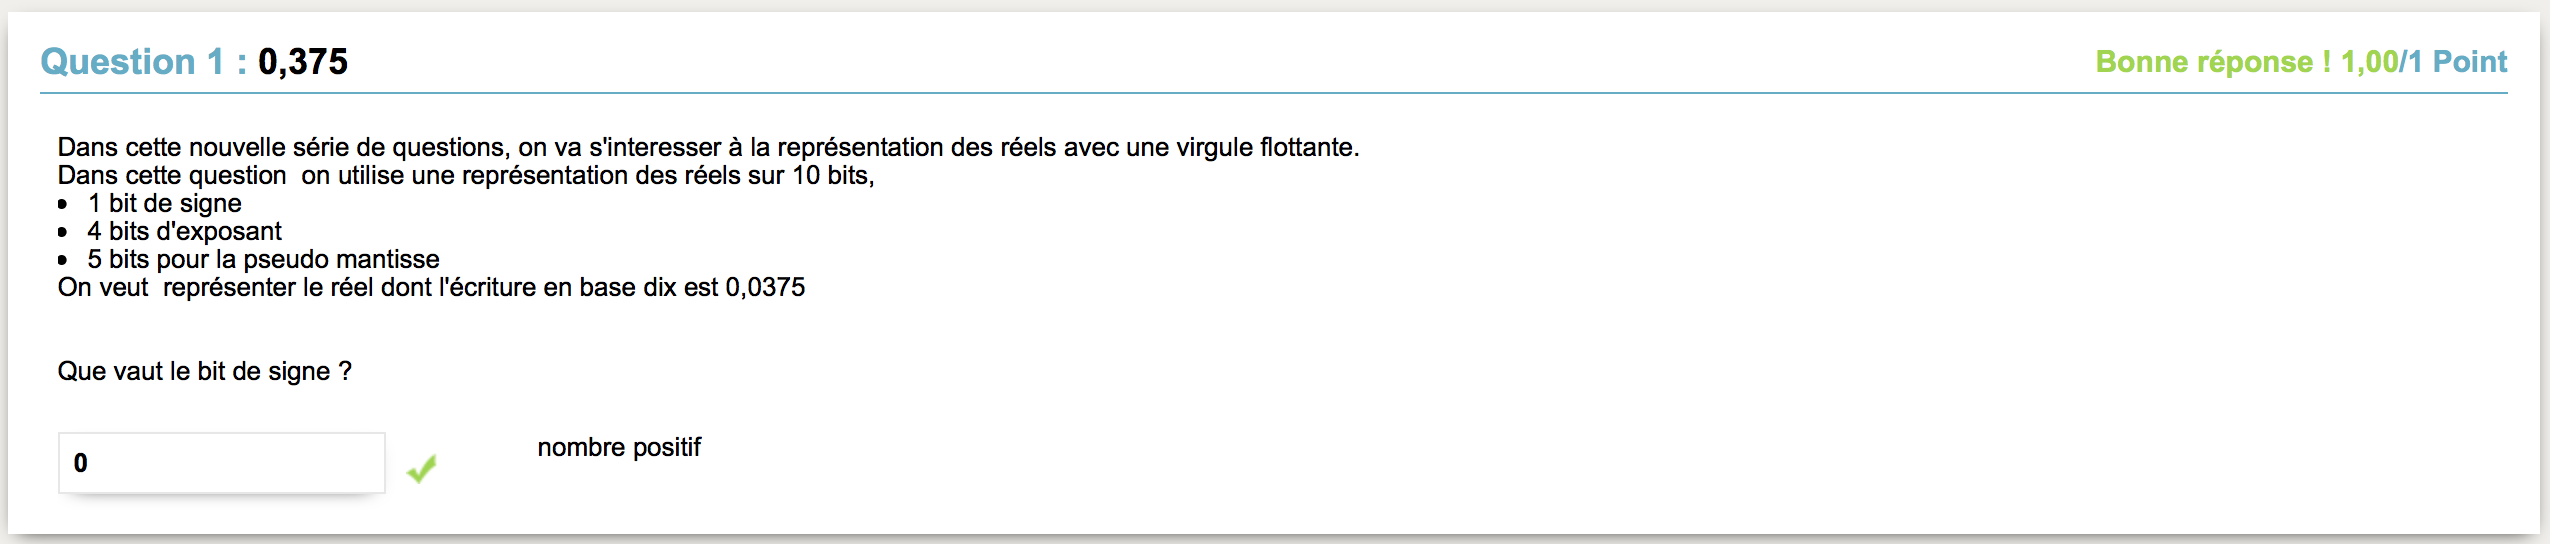 Question 1 : 0,375
Bonne réponse ! 1,00/1 Point
Dans cette nouvelle série de questions, on va s'interesser à la représentation des réels avec une virgule flottante.
Dans cette question  on utilise une représentation des réels sur 10 bits,
• 1 bit de signe
• 4 bits d'exposant
• 5 bits pour la pseudo mantisse
On veut  représenter le réel dont l'écriture en base dix est 0,0375
Que vaut le bit de signe ?
0
nombre positif